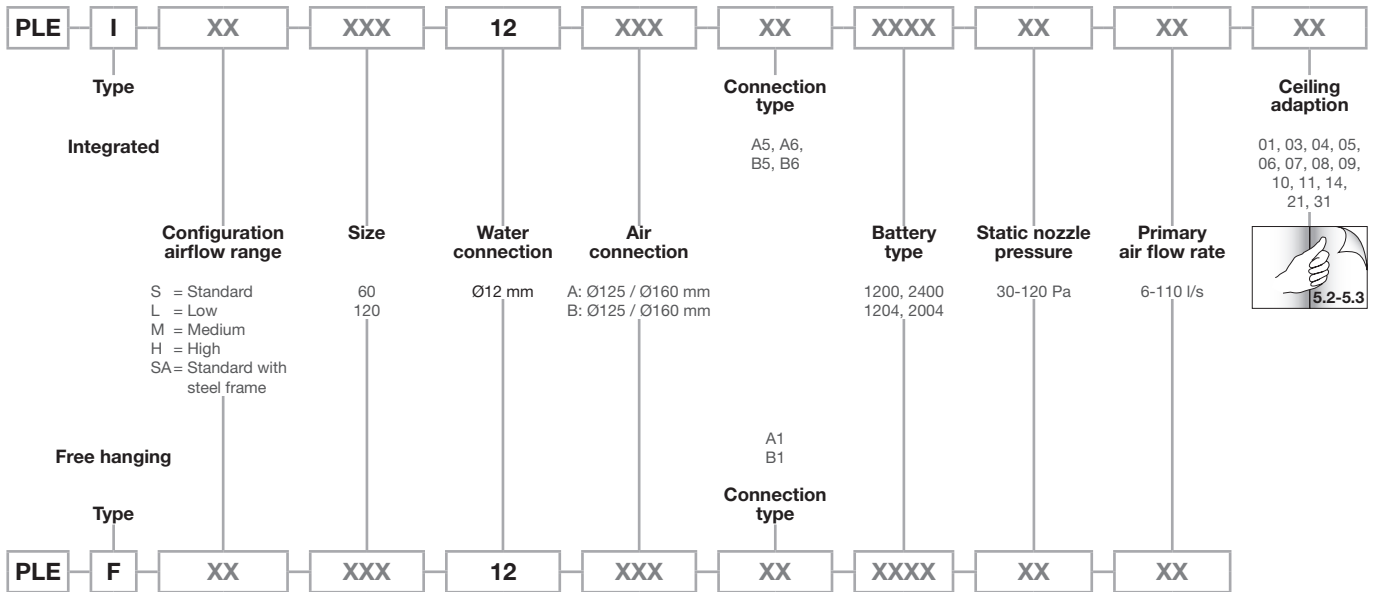 PLE I XX XXX 12 XXX XX XXXX XX XX XX
Type
Connection
type
Ceiling
adaption
Integrated
A5, A6,
B5, B6
01, 03, 04, 05,
06, 07, 08, 09,
10, 11, 14,
21, 31
Configuration
airflow range
Size
Water
connection
Air
connection
Battery
type
Static nozzle
pressure
Primary
air flow rate
S = Standard
L = Low
M = Medium
H = High
SA = Standard with
steel frame
60
120
Ø12 mm
A: Ø125 / Ø160 mm
B: Ø125 / Ø160 mm
1200, 2400
1204, 2004
30-120 Pa
6-110 l/s
5.2-5.3
Free hanging
A1
B1
Connection
type
Type
PLE F XX XXX 12 XXX XX XXXX XX XX